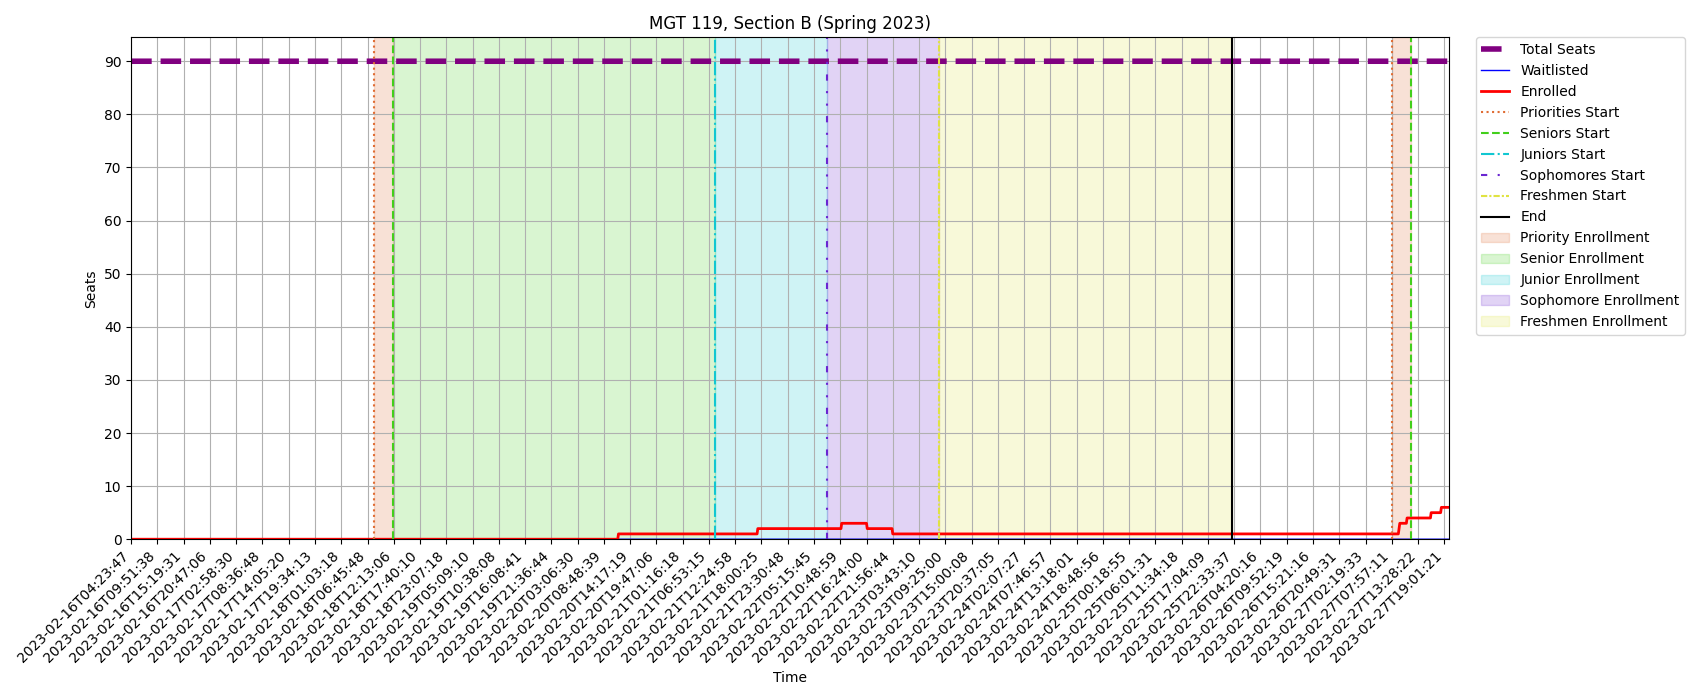 MGT 119, Section B (Spring 2023)
Seats
90
80
70
60
50
40
30
20
10
0
2023-02-16T04:23:47
2023-02-16T09:51:38
2023-02-16T15:19:31
2023-02-16T20:47:06
2023-02-17T02:58:30
2023-02-17T08:36:48
2023-02-17T14:05:20
2023-02-17T19:34:13
2023-02-18T01:03:18
2023-02-18T06:45:48
2023-02-18T12:13:06
2023-02-18T17:40:10
2023-02-18T23:07:18
2023-02-19T05:09:10
2023-02-19T10:38:08
2023-02-19T16:08:41
2023-02-19T21:36:44
2023-02-20T03:06:30
2023-02-20T08:48:39
2023-02-20T14:17:19
2023-02-20T19:47:06
2023-02-21T01:16:18
2023-02-21T06:53:15
2023-02-21T12:24:58
2023-02-21T18:00:25
2023-02-21T23:30:48
2023-02-22T05:15:45
2023-02-22T10:48:59
2023-02-22T16:24:00
2023-02-22T21:56:44
2023-02-23T03:43:10
2023-02-23T09:25:00
2023-02-23T15:00:08
2023-02-23T20:37:05
2023-02-24T02:07:27
2023-02-24T07:46:57
2023-02-24T13:18:01
2023-02-24T18:48:56
2023-02-25T00:18:55
2023-02-25T06:01:31
2023-02-25T11:34:18
2023-02-25T17:04:09
2023-02-25T22:33:37
2023-02-26T04:20:16
2023-02-26T09:52:19
2023-02-26T15:21:16
2023-02-26T20:49:31
2023-02-27T02:19:33
2023-02-27T07:57:11
2023-02-27T13:28:22
2023-02-27T19:01:21
Time
Total Seats
Waitlisted
Enrolled
Priorities Start
Seniors Start
Juniors Start
Sophomores Start
Freshmen Start
End
Priority Enrollment
Senior Enrollment
Junior Enrollment
Sophomore Enrollment
Freshmen Enrollment